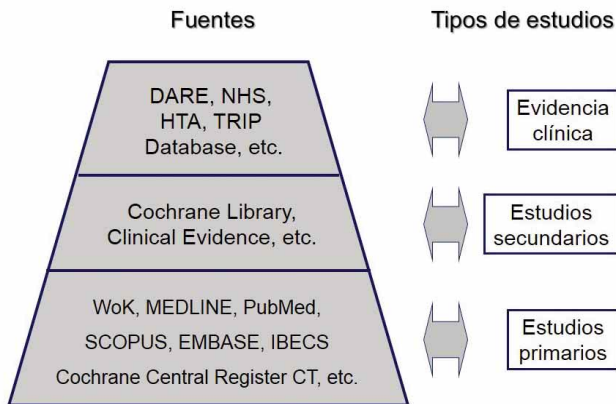 Fuentes
Tipos de estudios
DARE, NHS,
HTA, TRIP
Database, etc.
Evidencia
clínica
Cochrane Library,
Clinical Evidence, etc.
Estudios
secundarios
WoK, MEDLINE, PubMed,
SCOPUS, EMBASE, IBECS
Cochrane Central Register CT, etc.
Estudios
primarios